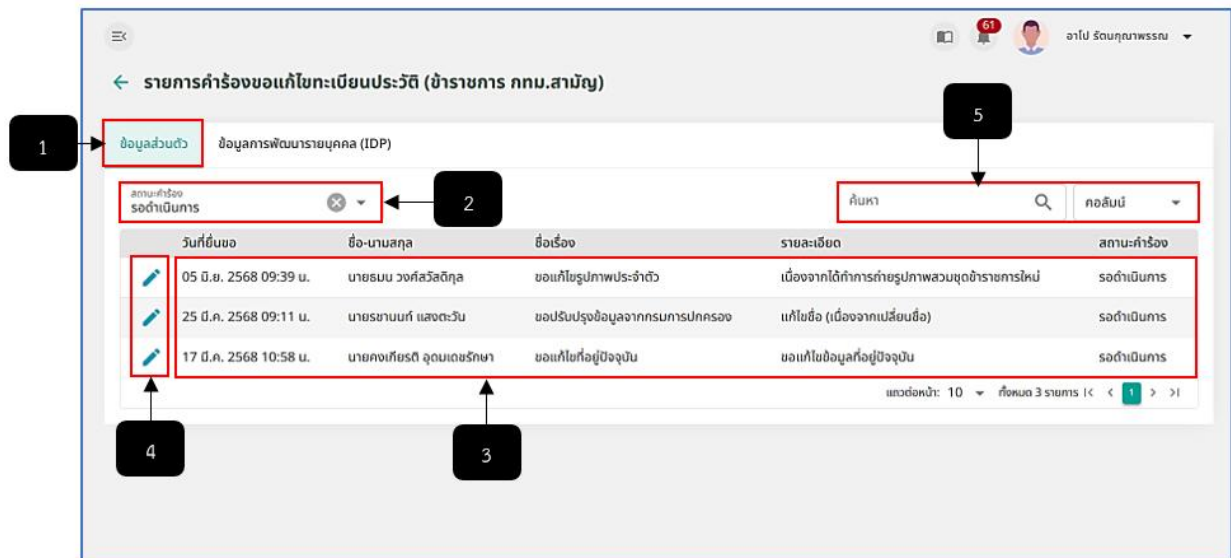 61
อาโป รัตนกุณาพรรณ
รายการคำร้องขอแก้ไขทะเบียนประวัติ (ข้าราชการ กทม.สามัญ)
5
1
ข้อมูลส่วนตัว ข้อมูลการพัฒนารายบุคคล (IDP)
สถานะคำร้อง
รอดำเนินการ
2
ค้นหา
คอลัมน์
วันที่ยื่นขอ ชื่อ-นามสกุล ชื่อเรื่อง รายละเอียด สถานะคำร้อง
05 มิ.ย. 2568 09:39 น. นายธมน วงศ์สวัสดิกุล ขอแก้ไขรูปภาพประจำตัว เนื่องจากได้ทำการถ่ายรูปภาพสวมชุดข้าราชการใหม่ รอดำเนินการ
25 มี.ค. 2568 09:11 น. นายรชานนท์ แสงตะวัน ขอปรับปรุงข้อมูลจากกรมการปกครอง แก้ไขชื่อ (เนื่องจากเปลี่ยนชื่อ) รอดำเนินการ
17 มี.ค. 2568 10:58 น. นายคงเกียรติ อุดมเดชรักษา ขอแก้ไขที่อยู่ปัจจุบัน ขอแก้ไขข้อมูลที่อยู่ปัจจุบัน รอดำเนินการ
แถวต่อหน้า: 10 ทั้งหมด 3 รายการ 1
4
3